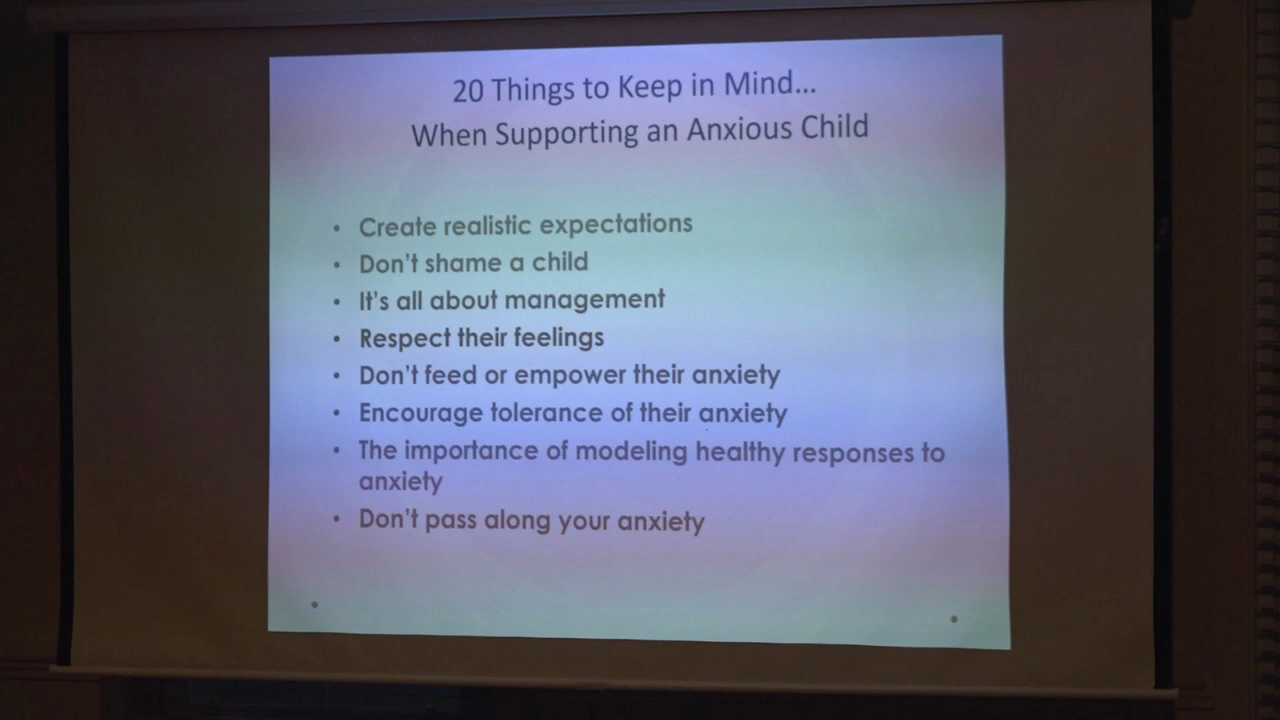 20 Things to Keep in Mind...
When Supporting an Anxious Child
• Create realistic expectations
• Don't shame a child
• It's all about management
• Respect their feelings
• Don't feed or empower their anxiety
• Encourage tolerance of their anxiety
• The importance of modeling healthy responses to
anxiety
• Don't pass along your anxiety